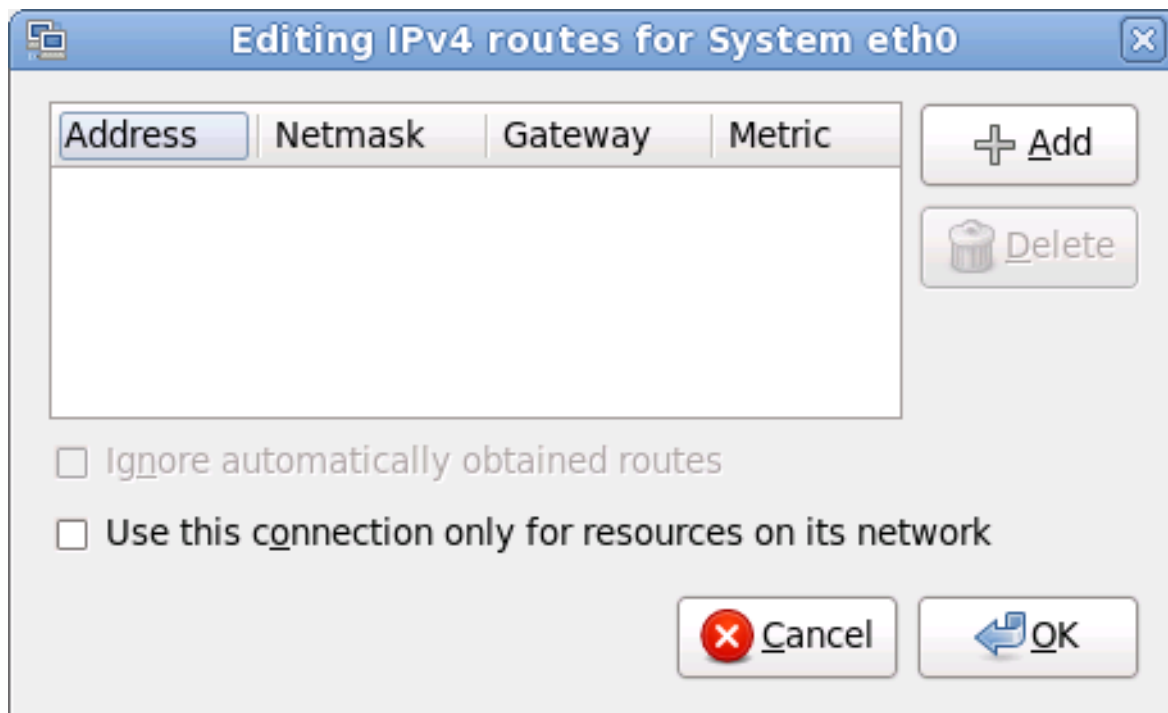 Editing IPv4 routes for System eth0
Address Netmask Gateway Metric
Add
Delete
Ignore automatically obtained routes
Use this connection only for resources on its network
Cancel OK